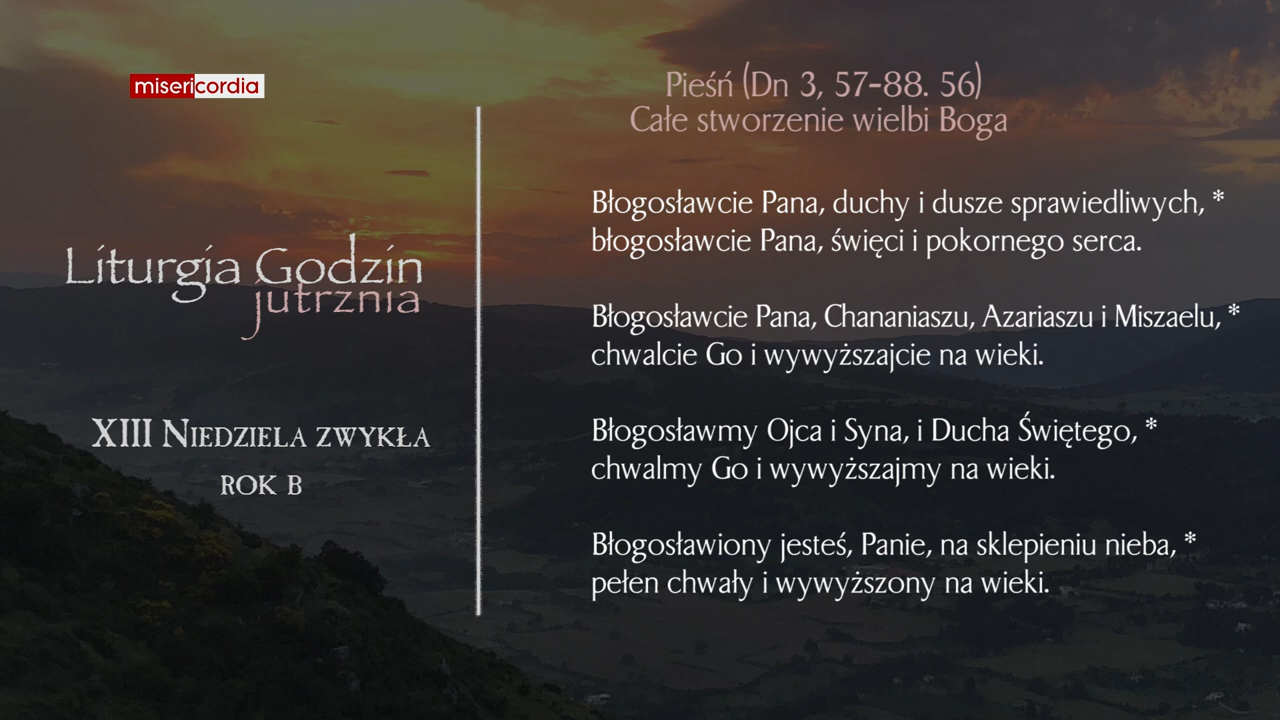 misericordia
Liturgia Godzin
jutrznia
XIII Niedziela zwykła
rok B
Pieśń (Dn 3, 57-88. 56)
Całe stworzenie wielbi Boga
Błogosławcie Pana, duchy i dusze sprawiedliwych, *
błogosławcie Pana, święci i pokornego serca.
Błogosławcie Pana, Chananiaszu, Azariaszu i Miszaelu, *
chwalcie Go i wywyższajcie na wieki.
Błogosławmy Ojca i Syna, i Ducha Świętego, *
chwalmy Go i wywyższajmy na wieki.
Błogosławiony jesteś, Panie, na sklepieniu nieba, *
pełen chwały i wywyższony na wieki.